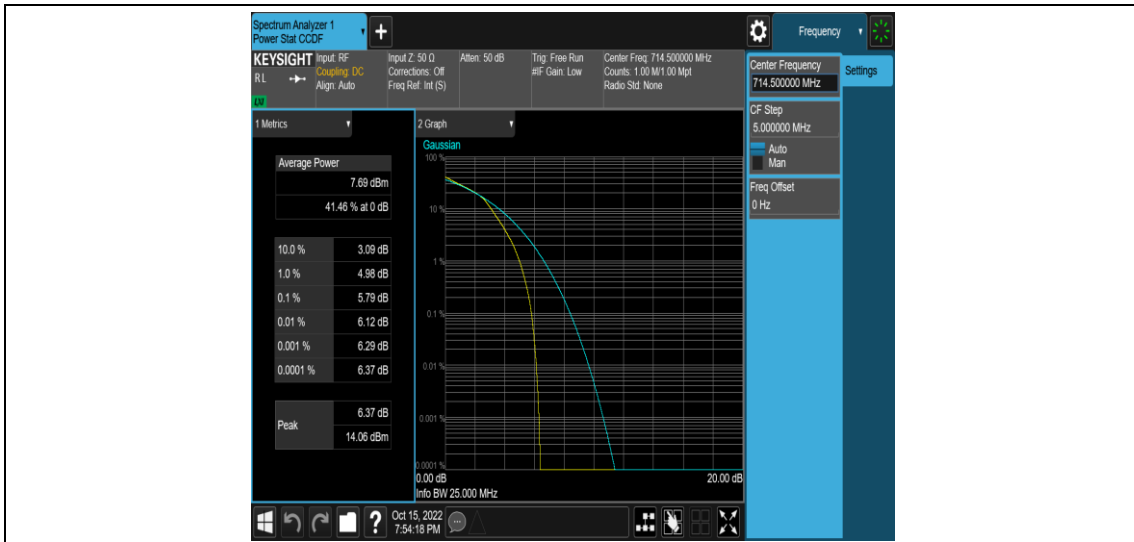 Spectrum Analyzer 1
Power Stat CCDF
+
Frequency
KEYSIGHT
RL
LXI
Input: RF
Coupling: DC
Align: Auto
Input Z: 50 Ω
Corrections: Off
Freq Ref: Int (S)
Atten: 50 dB
Trig: Free Run
#IF Gain: Low
Center Freq: 714.500000 MHz
Counts: 1.00 M/1.00 Mpt
Radio Std: None
Center Frequency
714.500000 MHz
Settings
CF Step
5.000000 MHz
Auto
Man
Freq Offset
0 Hz
1 Metrics
Average Power
7.69 dBm
41.46 % at 0 dB
10.0 % 3.09 dB
1.0 % 4.98 dB
0.1 % 5.79 dB
0.01 % 6.12 dB
0.001 % 6.29 dB
0.0001 % 6.37 dB
Peak
6.37 dB
14.06 dBm
2 Graph
Gaussian
100 %
10 %
1 %
0.1 %
0.01 %
0.001 %
0.0001 %
0.00 dB 20.00 dB
Info BW 25.000 MHz
?
Oct 15, 2022
7:54:18 PM